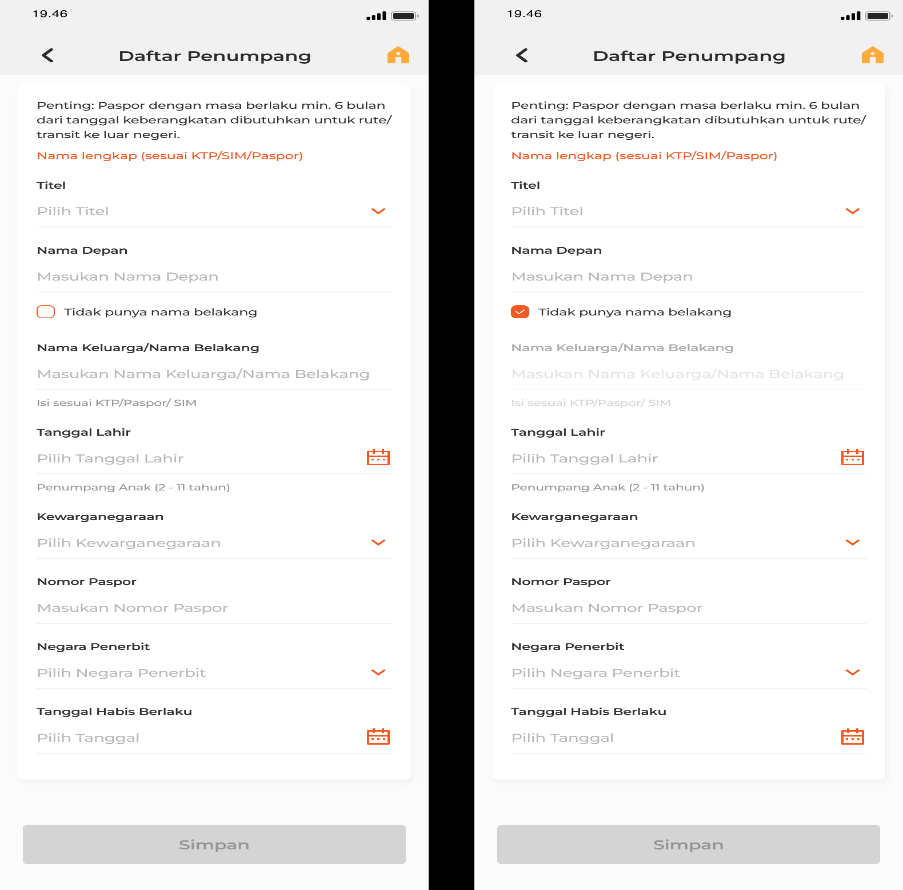 19.46
Daftar Penumpang
Penting: Paspor dengan masa berlaku min. 6 bulan
dari tanggal keberangkatan dibutuhkan untuk rute/
transit ke luar negeri.
Nama lengkap (sesuai KTP/SIM/Paspor)
Titel
Pilih Titel
Nama Depan
Masukan Nama Depan
Tidak punya nama belakang
Nama Keluarga/Nama Belakang
Masukan Nama Keluarga/Nama Belakang
Isi sesuai KTP/Paspor/ SIM
Tanggal Lahir
Pilih Tanggal Lahir
Penumpang Anak (2 - 11 tahun)
Kewarganegaraan
Pilih Kewarganegaraan
Nomor Paspor
Masukan Nomor Paspor
Negara Penerbit
Pilih Negara Penerbit
Tanggal Habis Berlaku
Pilih Tanggal
Simpan
19.46
Daftar Penumpang
Penting: Paspor dengan masa berlaku min. 6 bulan
dari tanggal keberangkatan dibutuhkan untuk rute/
transit ke luar negeri.
Nama lengkap (sesuai KTP/SIM/Paspor)
Titel
Pilih Titel
Nama Depan
Masukan Nama Depan
Tidak punya nama belakang
Nama Keluarga/Nama Belakang
Masukan Nama Keluarga/Nama Belakang
Isi sesuai KTP/Paspor/ SIM
Tanggal Lahir
Pilih Tanggal Lahir
Penumpang Anak (2 - 11 tahun)
Kewarganegaraan
Pilih Kewarganegaraan
Nomor Paspor
Masukan Nomor Paspor
Negara Penerbit
Pilih Negara Penerbit
Tanggal Habis Berlaku
Pilih Tanggal
Simpan